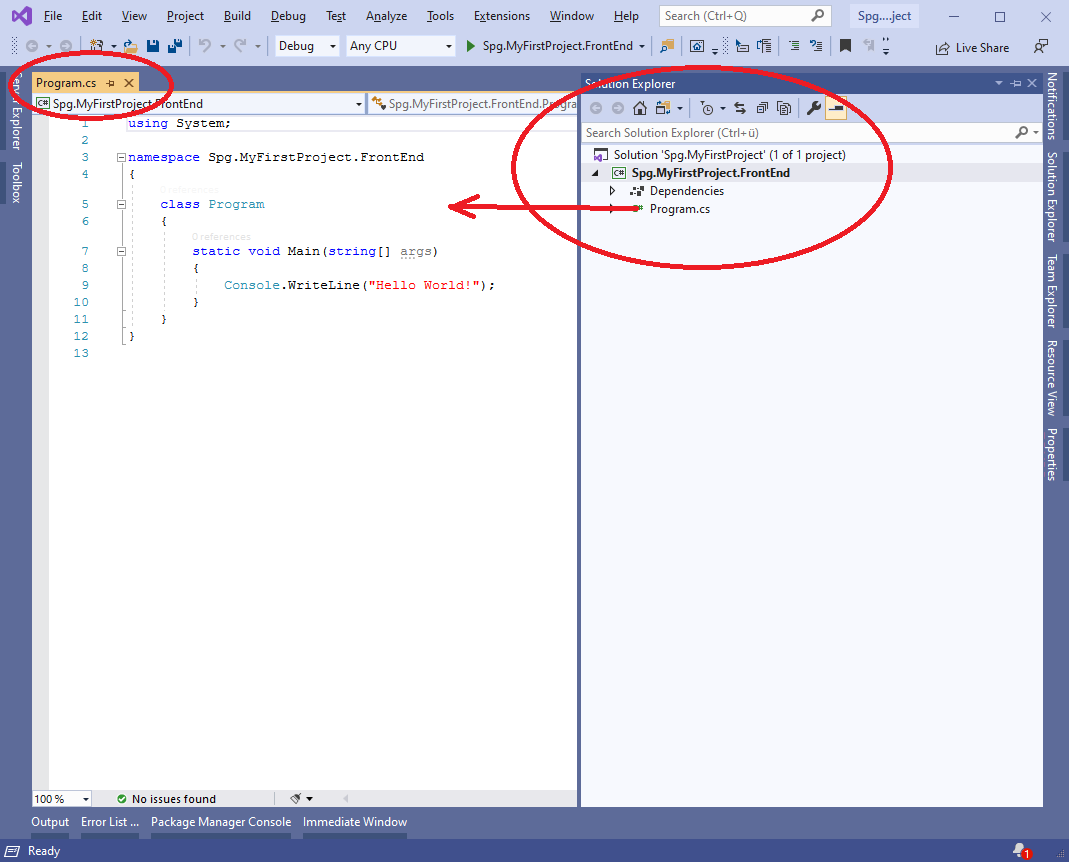 File Edit View Project Build Debug Test Analyze Tools Extensions Window Help Search (Ctrl+Q) Spg....ject
Debug Any CPU Spg.MyFirstProject.FrontEnd Live Share
Program.cs
Spg.MyFirstProject.FrontEnd Spg.MyFirstProject.FrontEnd.Progra
Explorer
Toolbox
1 using System;
2
3 namespace Spg.MyFirstProject.FrontEnd
4 {
0 references
5 class Program
6 {
0 references
7 static void Main(string[] args)
8 {
9 Console.WriteLine("Hello World!");
10 }
11 }
12 }
13
100 % No issues found
Solution Explorer
Search Solution Explorer (Ctrl+ü)
Solution 'Spg.MyFirstProject' (1 of 1 project)
C# Spg.MyFirstProject.FrontEnd
Dependencies
Program.cs
Notifications
Solution Explorer
Team Explorer
Resource View
Properties
Output Error List ... Package Manager Console Immediate Window
Ready 1